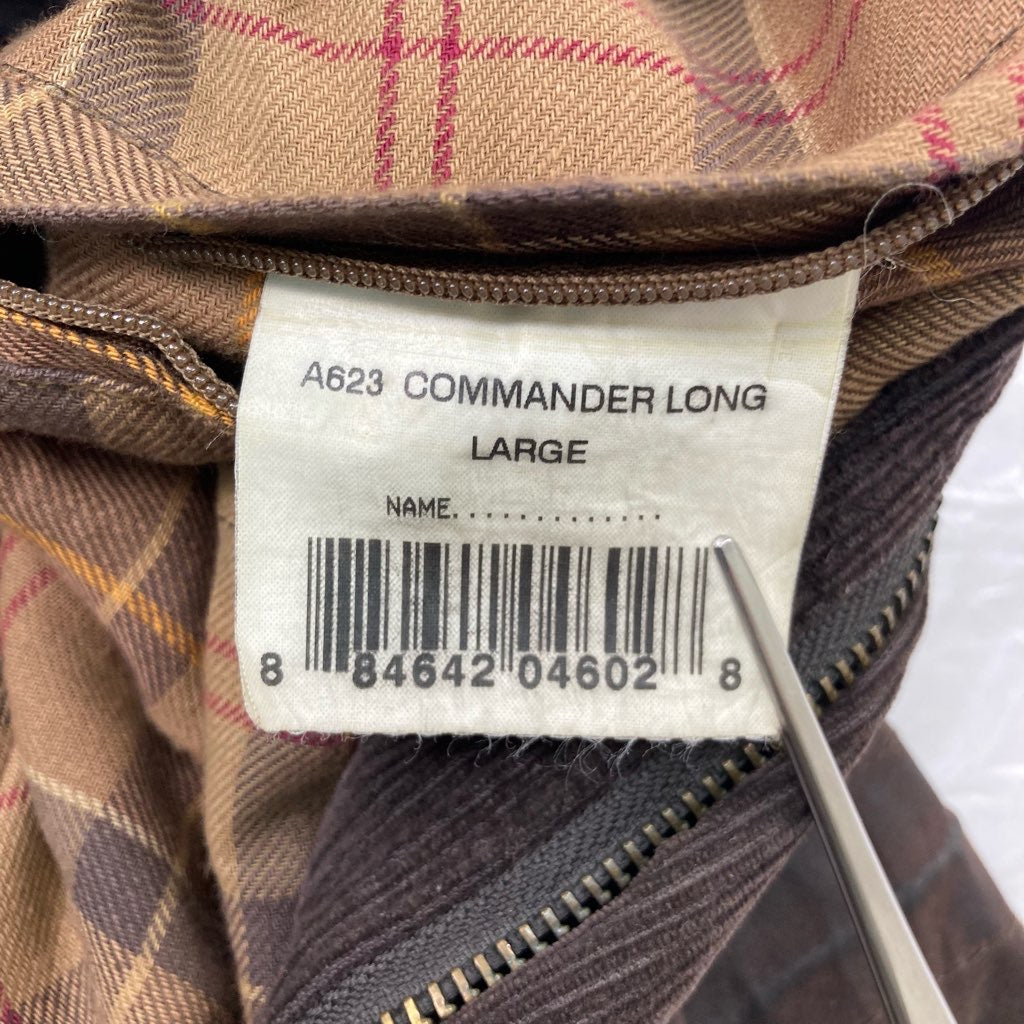 A623 COMMANDER LONG
LARGE
NAME.............
8 84642 04602 8